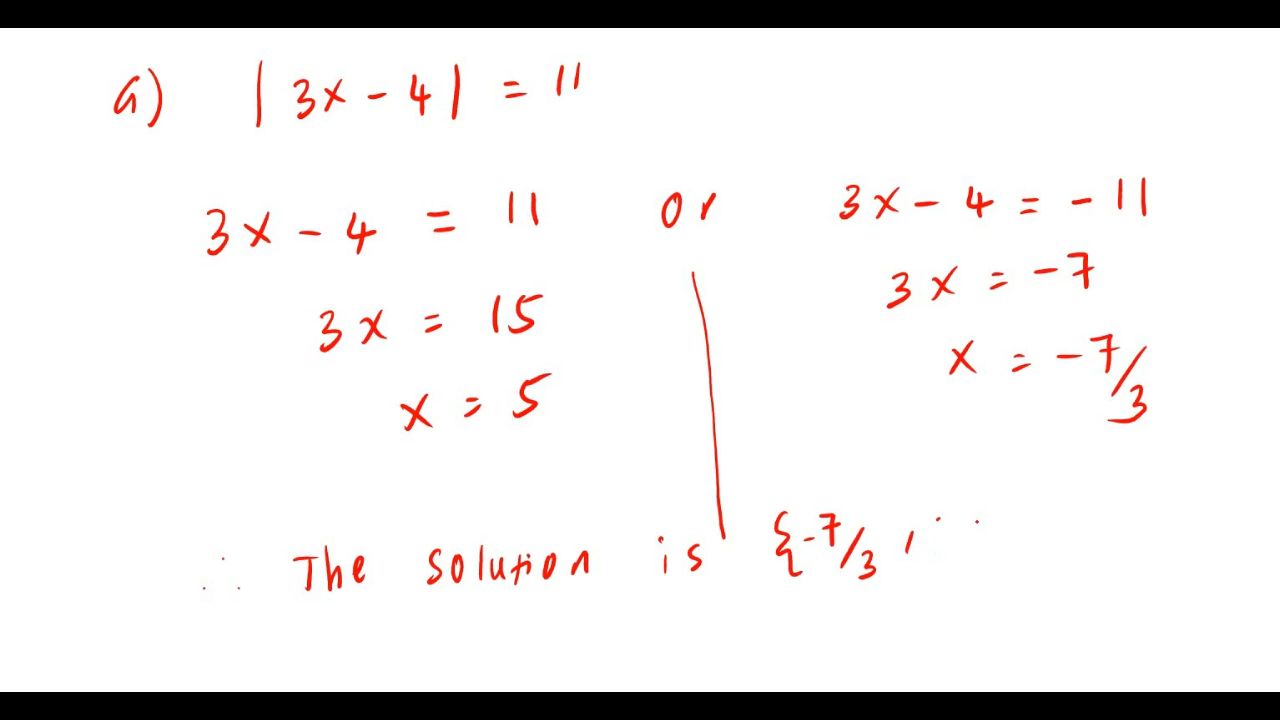 a) |3x - 4| = 11
3x - 4 = 11 or 3x - 4 = -11
3x = 15 3x = -7
x = 5 x = -7/3
∴ The solution is {-7/3 ,